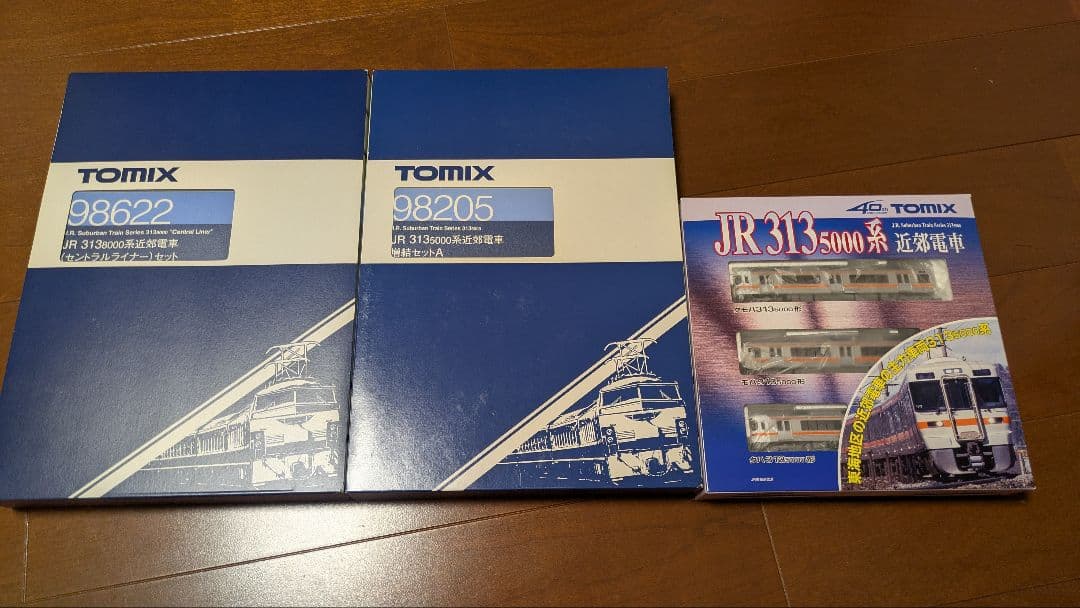 TOMIX
98622
J.R. Suburban Train Series 313-8000 "Central Liner"
JR 313 8000系近郊電車
(セントラルライナー)セット
TOMIX
98205
J.R. Suburban Train Series 313-5000
JR 313 5000系近郊電車
増結セットA
40th TOMIX
JR 313 5000系 近郊電車
J.R. Suburban Train Series 313-5000
クモハ313 5000形
モハ313 5000形
クハ312 5000形
東海地区の近郊電車の主力車両313 5000系